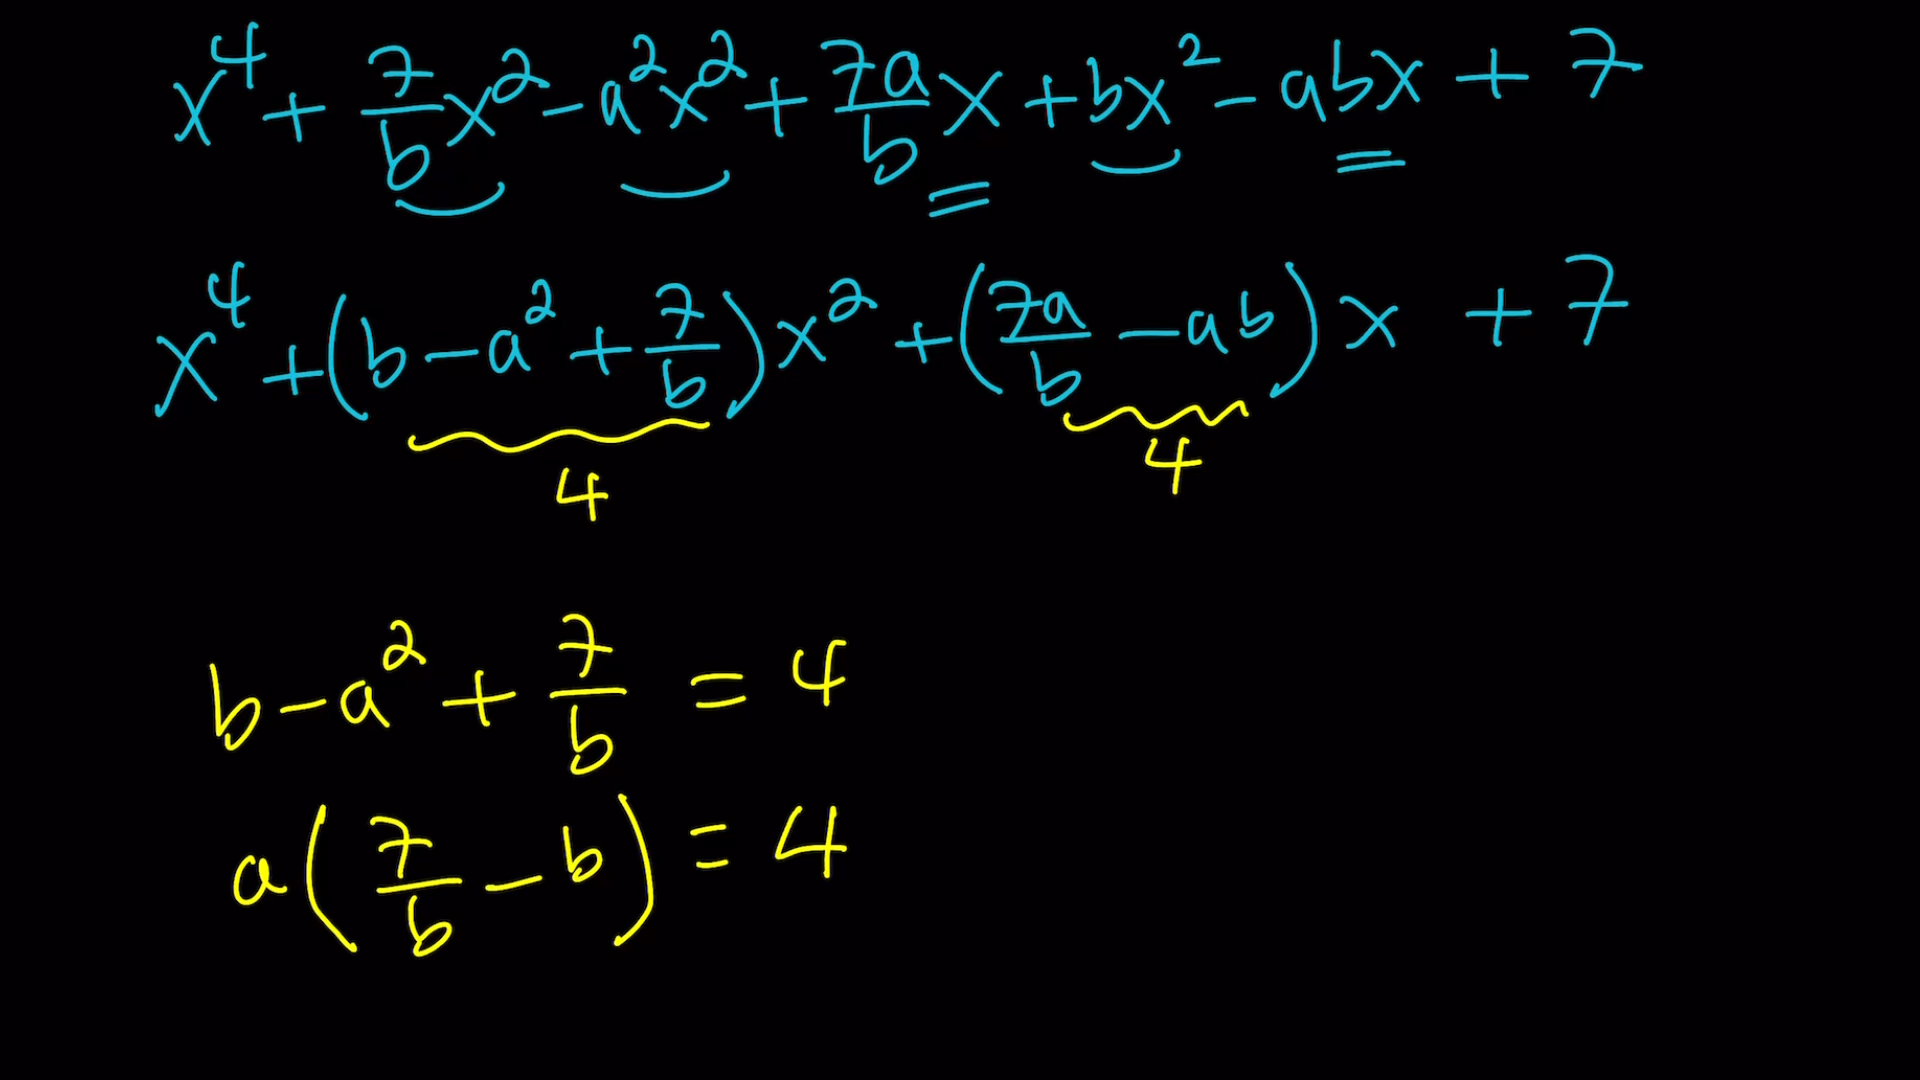 x⁴ + 7/b x² - a²x² + 7a/b x + bx² - abx + 7
x⁴ + (b - a² + 7/b) x² + (7a/b - ab) x + 7
4 4
b - a² + 7/b = 4
a(7/b - b) = 4